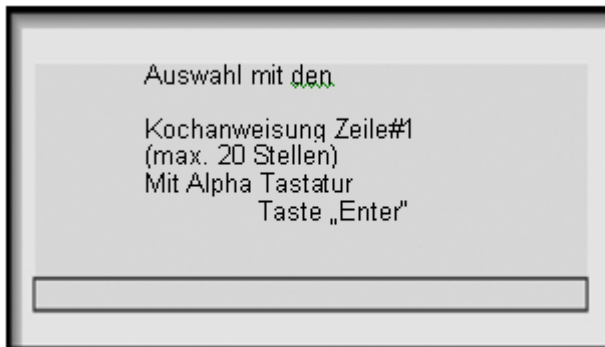 Auswahl mit den
Kochanweisung Zeile#1
(max. 20 Stellen)
Mit Alpha Tastatur
Taste „Enter"